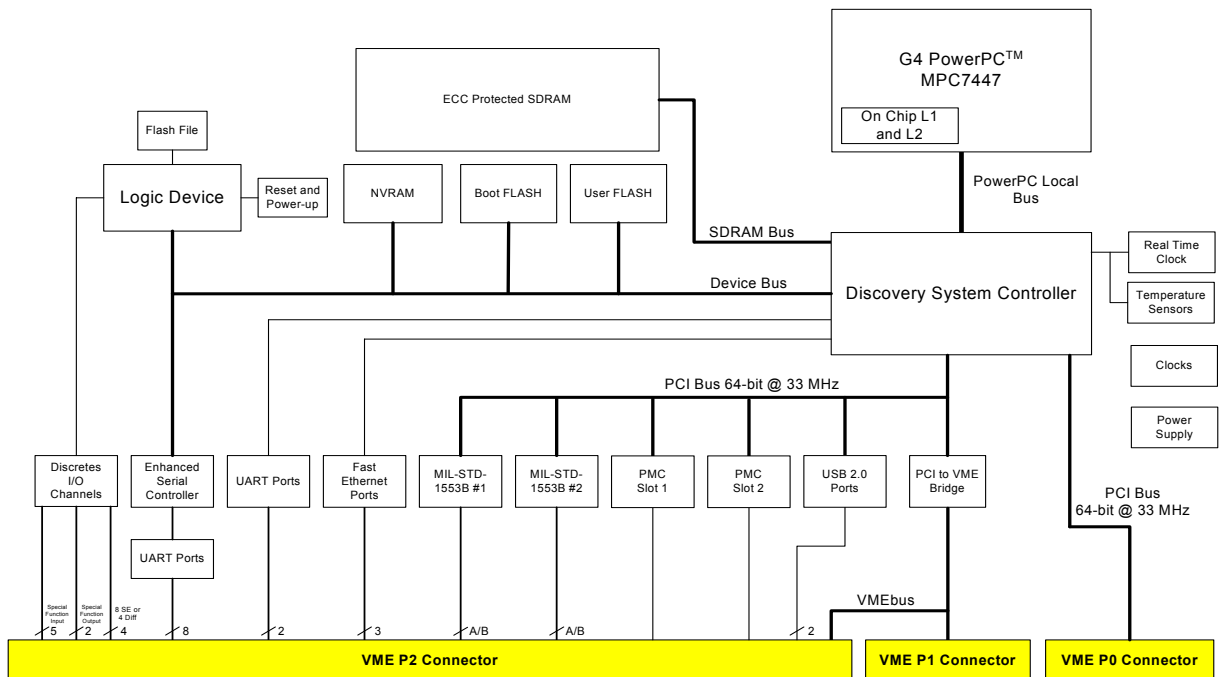 G4 PowerPC™
MPC7447
On Chip L1
and L2
ECC Protected SDRAM
Flash File
Logic Device
Reset and
Power-up
NVRAM
Boot FLASH
User FLASH
PowerPC Local
Bus
SDRAM Bus
Device Bus
Discovery System Controller
Real Time
Clock
Temperature
Sensors
Clocks
Power
Supply
PCI Bus 64-bit @ 33 MHz
Discretes
I/O
Channels
Enhanced
Serial
Controller
UART Ports
Fast
Ethernet
Ports
MIL-STD-
1553B #1
MIL-STD-
1553B #2
PMC
Slot 1
PMC
Slot 2
USB 2.0
Ports
PCI to VME
Bridge
PCI Bus
64-bit @ 33 MHz
UART Ports
Special
Function
Input
Special
Function
Output
8 SE or
4 Diff
VMEbus
5
2
4
8
2
3
A/B
A/B
2
VME P2 Connector
VME P1 Connector
VME P0 Connector